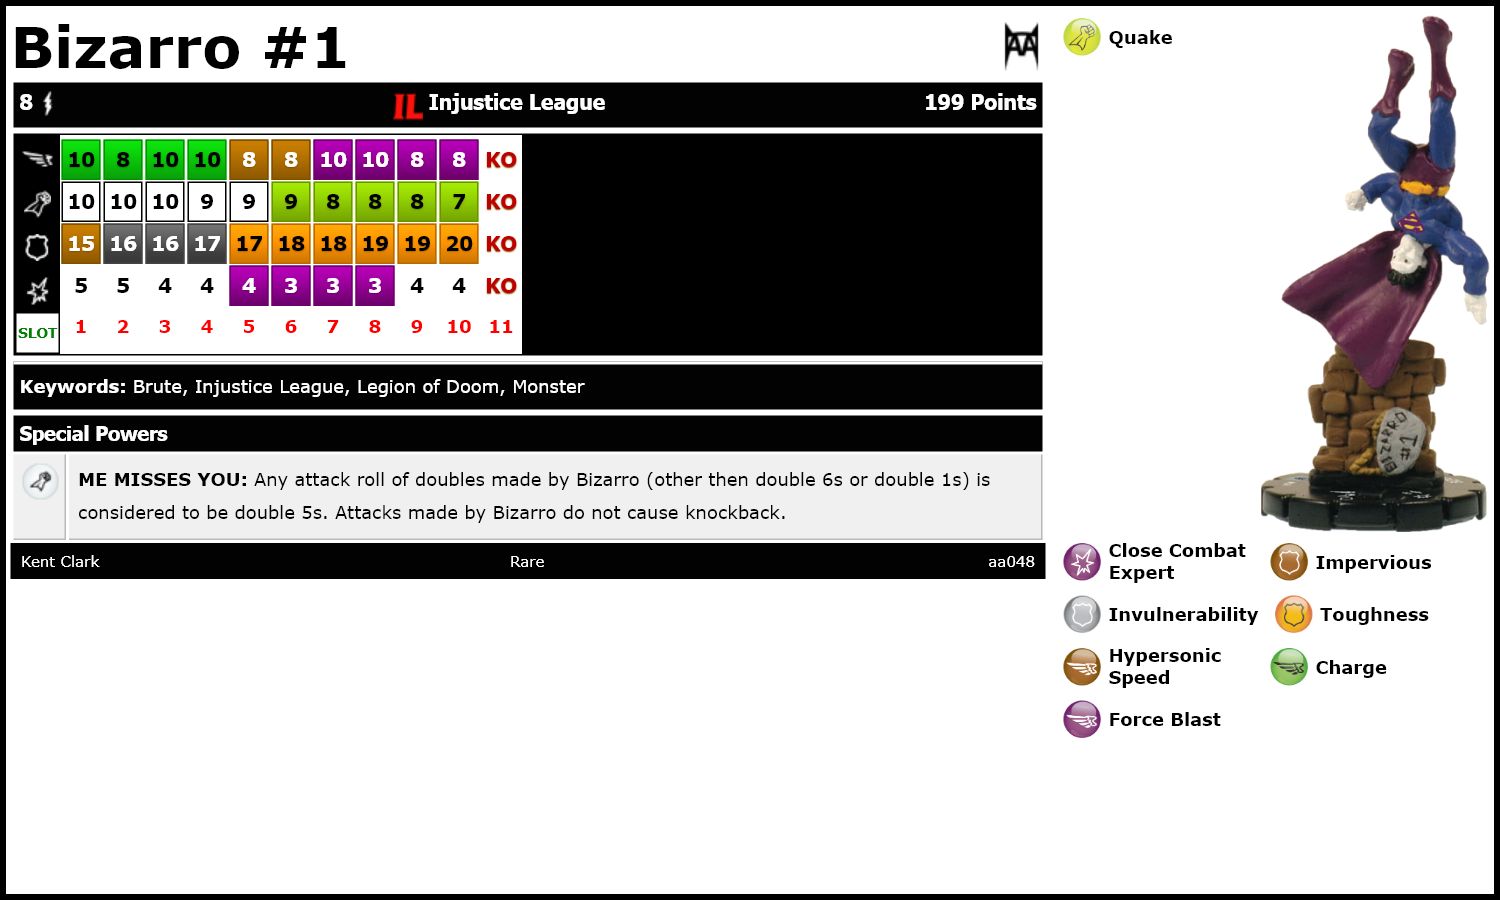 Bizarro #1
8 IL Injustice League 199 Points
10 8 10 10 8 8 10 10 8 8 KO
10 10 10 9 9 9 8 8 8 7 KO
15 16 16 17 17 18 18 19 19 20 KO
5 5 4 4 4 3 3 3 4 4 KO
SLOT 1 2 3 4 5 6 7 8 9 10 11
Keywords: Brute, Injustice League, Legion of Doom, Monster
Special Powers
ME MISSES YOU: Any attack roll of doubles made by Bizarro (other then double 6s or double 1s) is
considered to be double 5s. Attacks made by Bizarro do not cause knockback.
Kent Clark Rare aa048
Quake
BIZARRO
#1
Close Combat
Expert
Impervious
Invulnerability
Toughness
Hypersonic
Speed
Charge
Force Blast